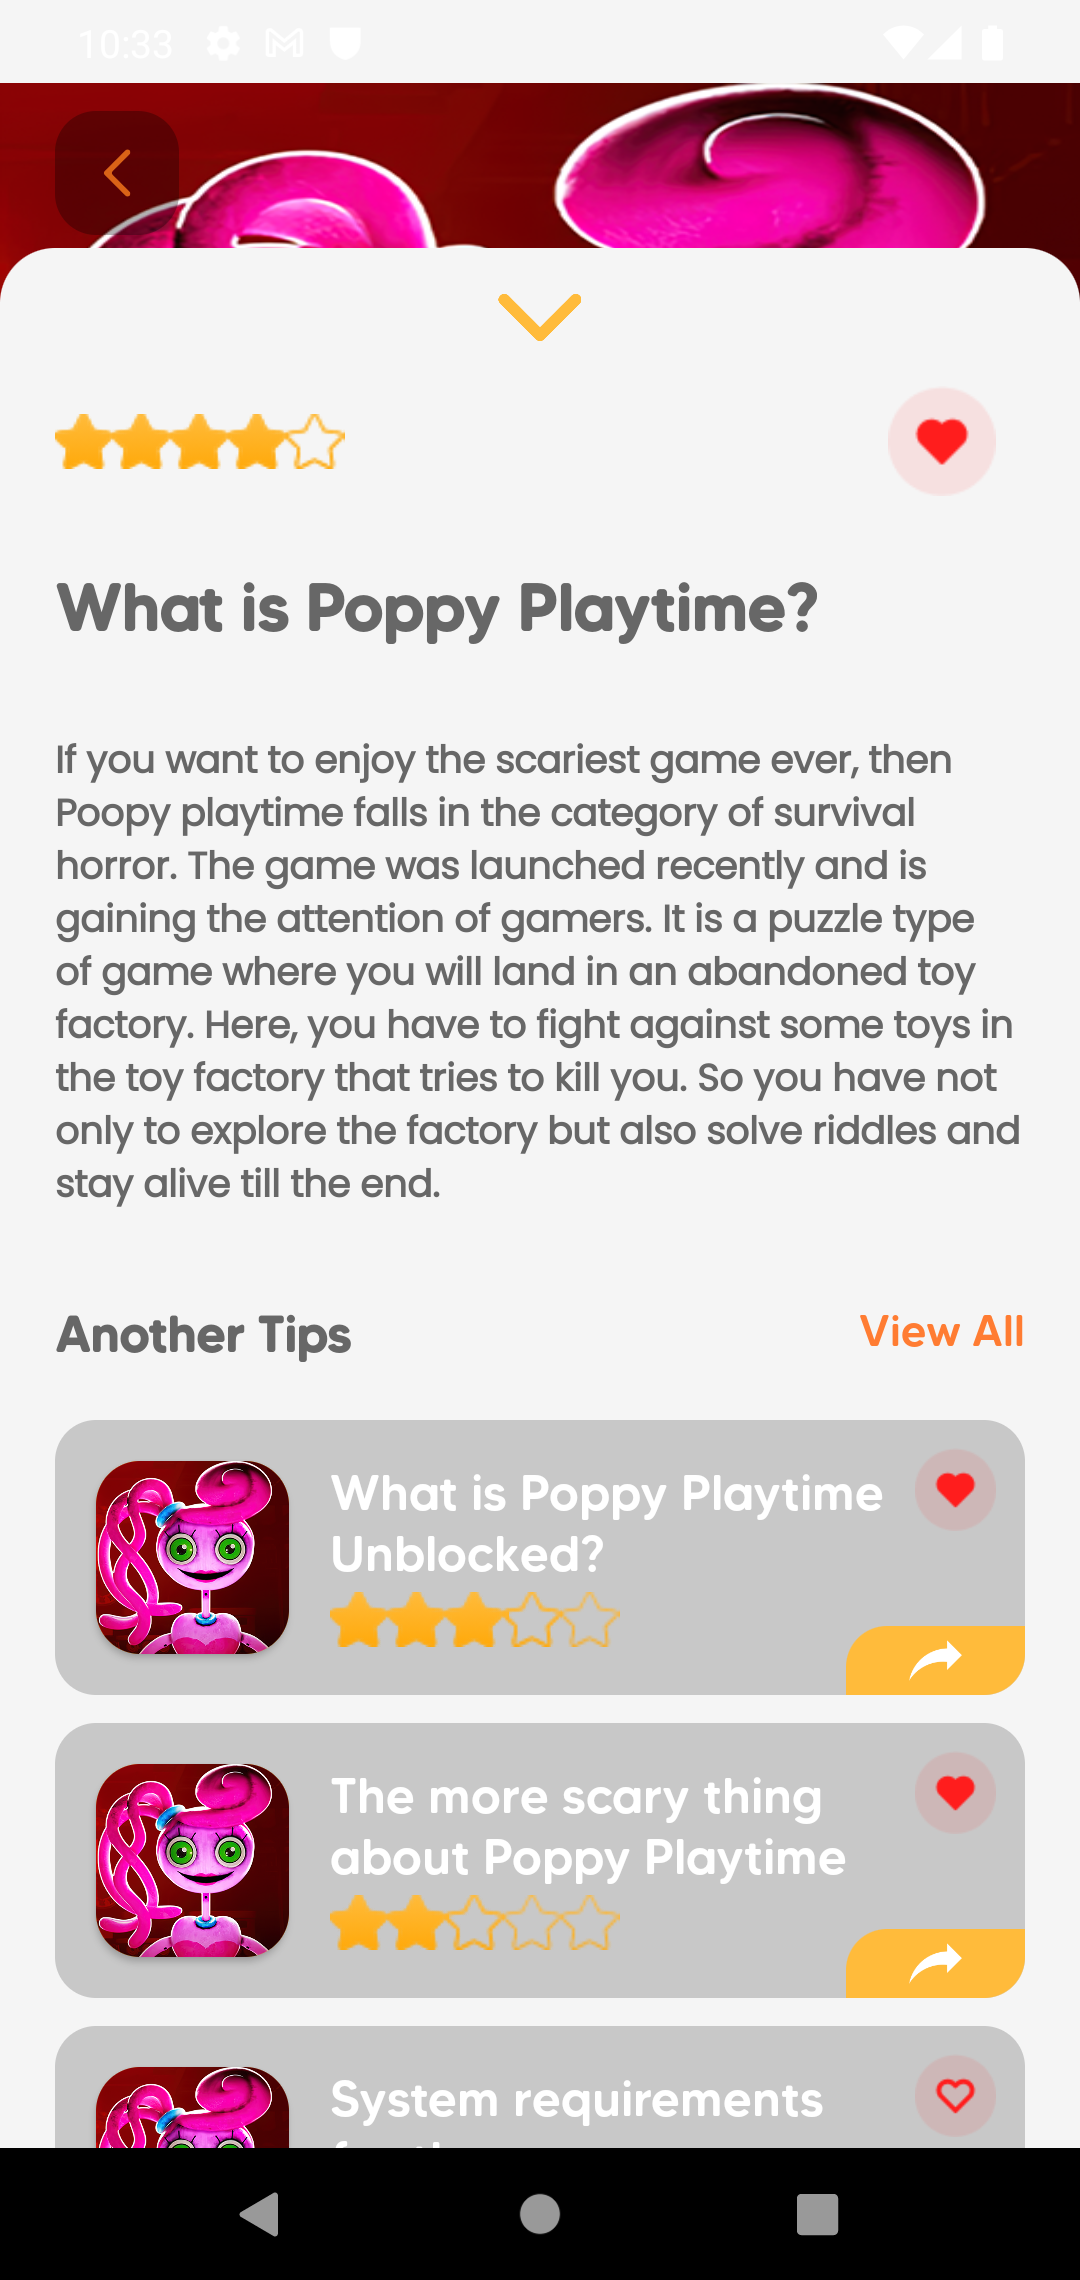 10:33
What is Poppy Playtime?
If you want to enjoy the scariest game ever, then
Poopy playtime falls in the category of survival
horror. The game was launched recently and is
gaining the attention of gamers. It is a puzzle type
of game where you will land in an abandoned toy
factory. Here, you have to fight against some toys in
the toy factory that tries to kill you. So you have not
only to explore the factory but also solve riddles and
stay alive till the end.
Another Tips
View All
What is Poppy Playtime
Unblocked?
The more scary thing
about Poppy Playtime
System requirements